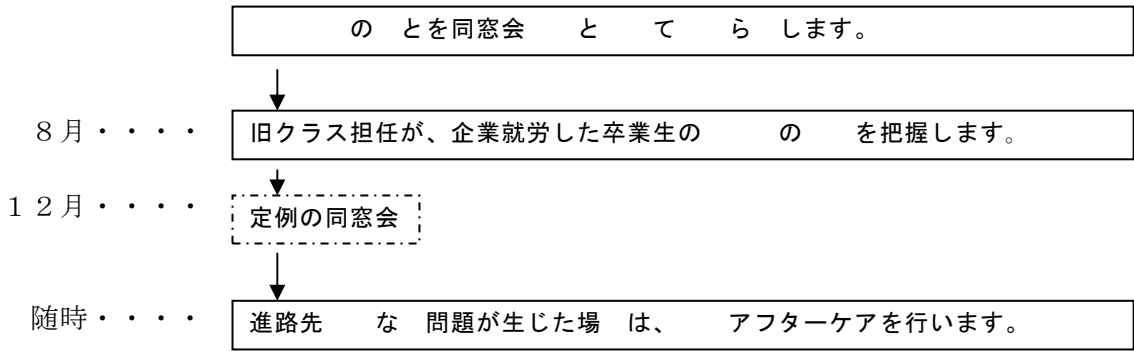 の とを同窓会 と て ら します。
８月・・・・ 旧クラス担任が、企業就労した卒業生の の を把握します。
１２月・・・・ 定例の同窓会
随時・・・・ 進路先 な 問題が生じた場 は、 アフターケアを行います。